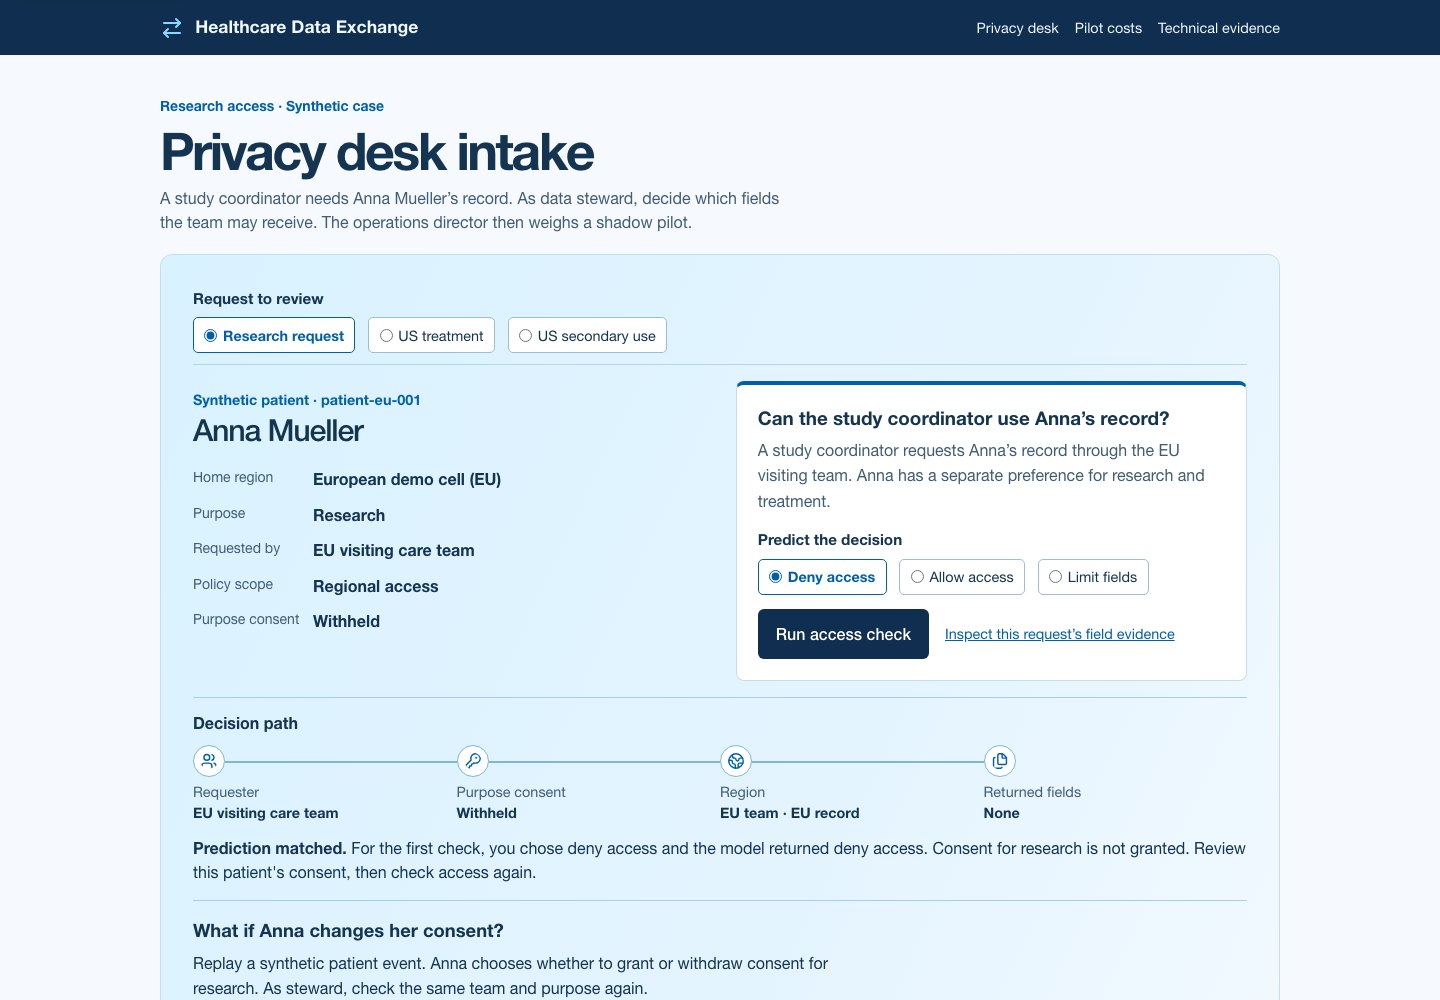 Healthcare Data Exchange
Privacy desk
Pilot costs
Technical evidence
Research access · Synthetic case
Privacy desk intake
A study coordinator needs Anna Mueller’s record. As data steward, decide which fields
the team may receive. The operations director then weighs a shadow pilot.
Request to review
Research request
US treatment
US secondary use
Synthetic patient · patient-eu-001
Anna Mueller
Home region European demo cell (EU)
Purpose Research
Requested by EU visiting care team
Policy scope Regional access
Purpose consent Withheld
Can the study coordinator use Anna’s record?
A study coordinator requests Anna’s record through the EU
visiting team. Anna has a separate preference for research and
treatment.
Predict the decision
Deny access
Allow access
Limit fields
Run access check
Inspect this request’s field evidence
Decision path
Requester
EU visiting care team
Purpose consent
Withheld
Region
EU team · EU record
Returned fields
None
Prediction matched. For the first check, you chose deny access and the model returned deny access. Consent for research is not granted. Review
this patient's consent, then check access again.
What if Anna changes her consent?
Replay a synthetic patient event. Anna chooses whether to grant or withdraw consent for
research. As steward, check the same team and purpose again.